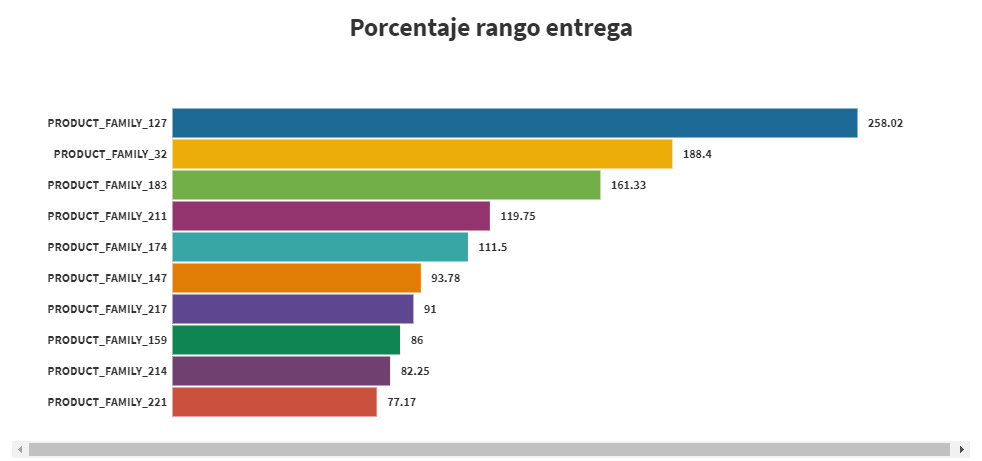 Porcentaje rango entrega
PRODUCT_FAMILY_127 258.02
PRODUCT_FAMILY_32 188.4
PRODUCT_FAMILY_183 161.33
PRODUCT_FAMILY_211 119.75
PRODUCT_FAMILY_174 111.5
PRODUCT_FAMILY_147 93.78
PRODUCT_FAMILY_217 91
PRODUCT_FAMILY_159 86
PRODUCT_FAMILY_214 82.25
PRODUCT_FAMILY_221 77.17